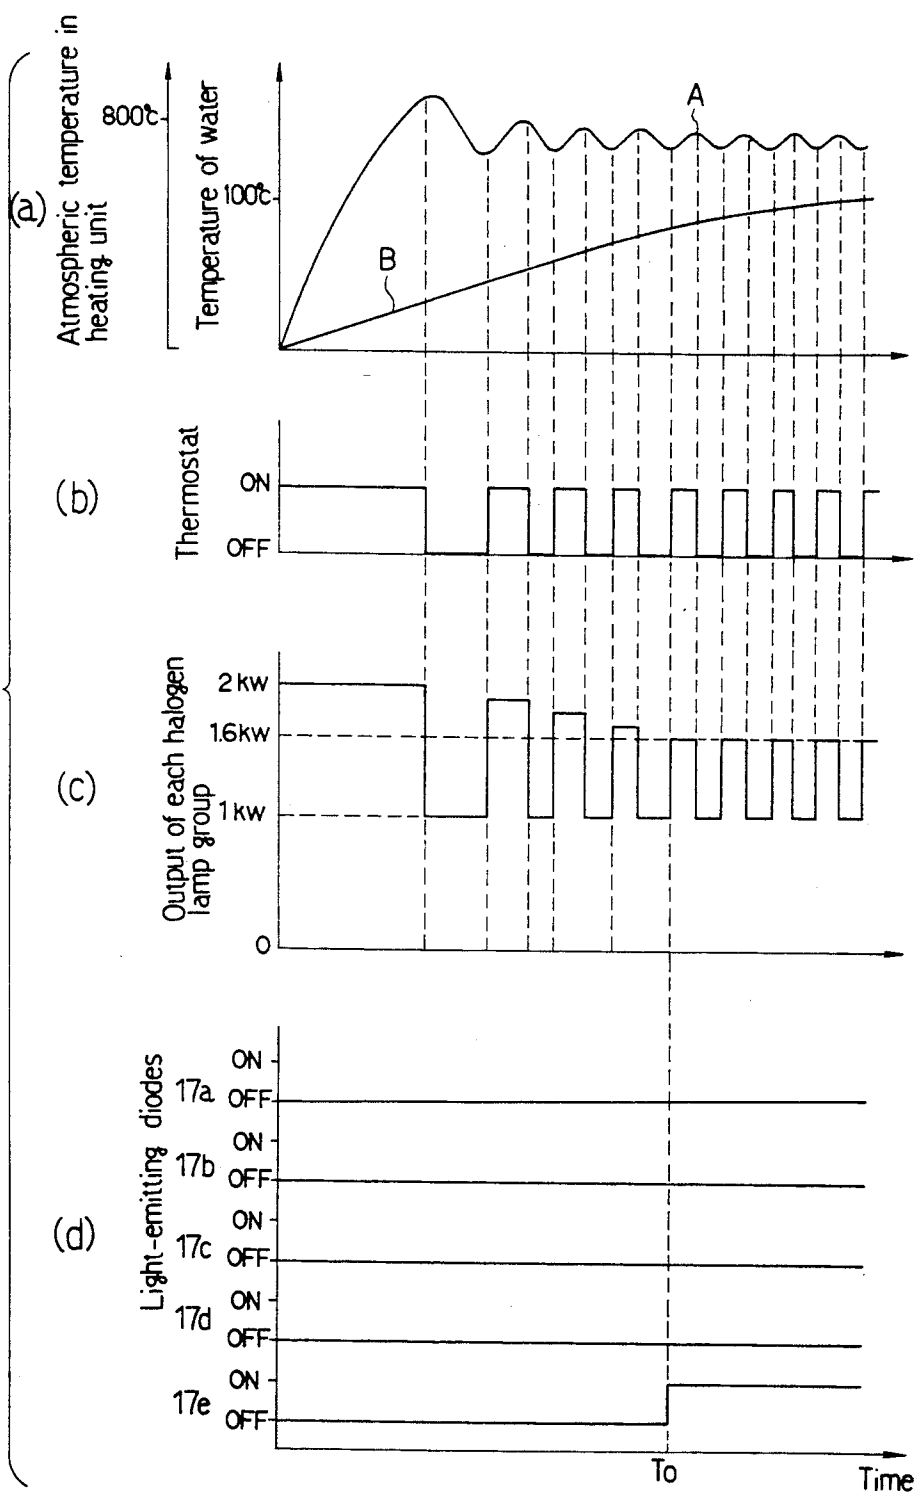 (a)
Atmospheric temperature in
heating unit
800°c
Temperature of water
100°c
A
B
(b)
Thermostat
ON
OFF
(c)
Output of each halogen
lamp group
2 kw
1.6kw
1 kw
0
(d)
Light-emitting diodes
17a
ON
OFF
17b
ON
OFF
17c
ON
OFF
17d
ON
OFF
17e
ON
OFF
To
Time